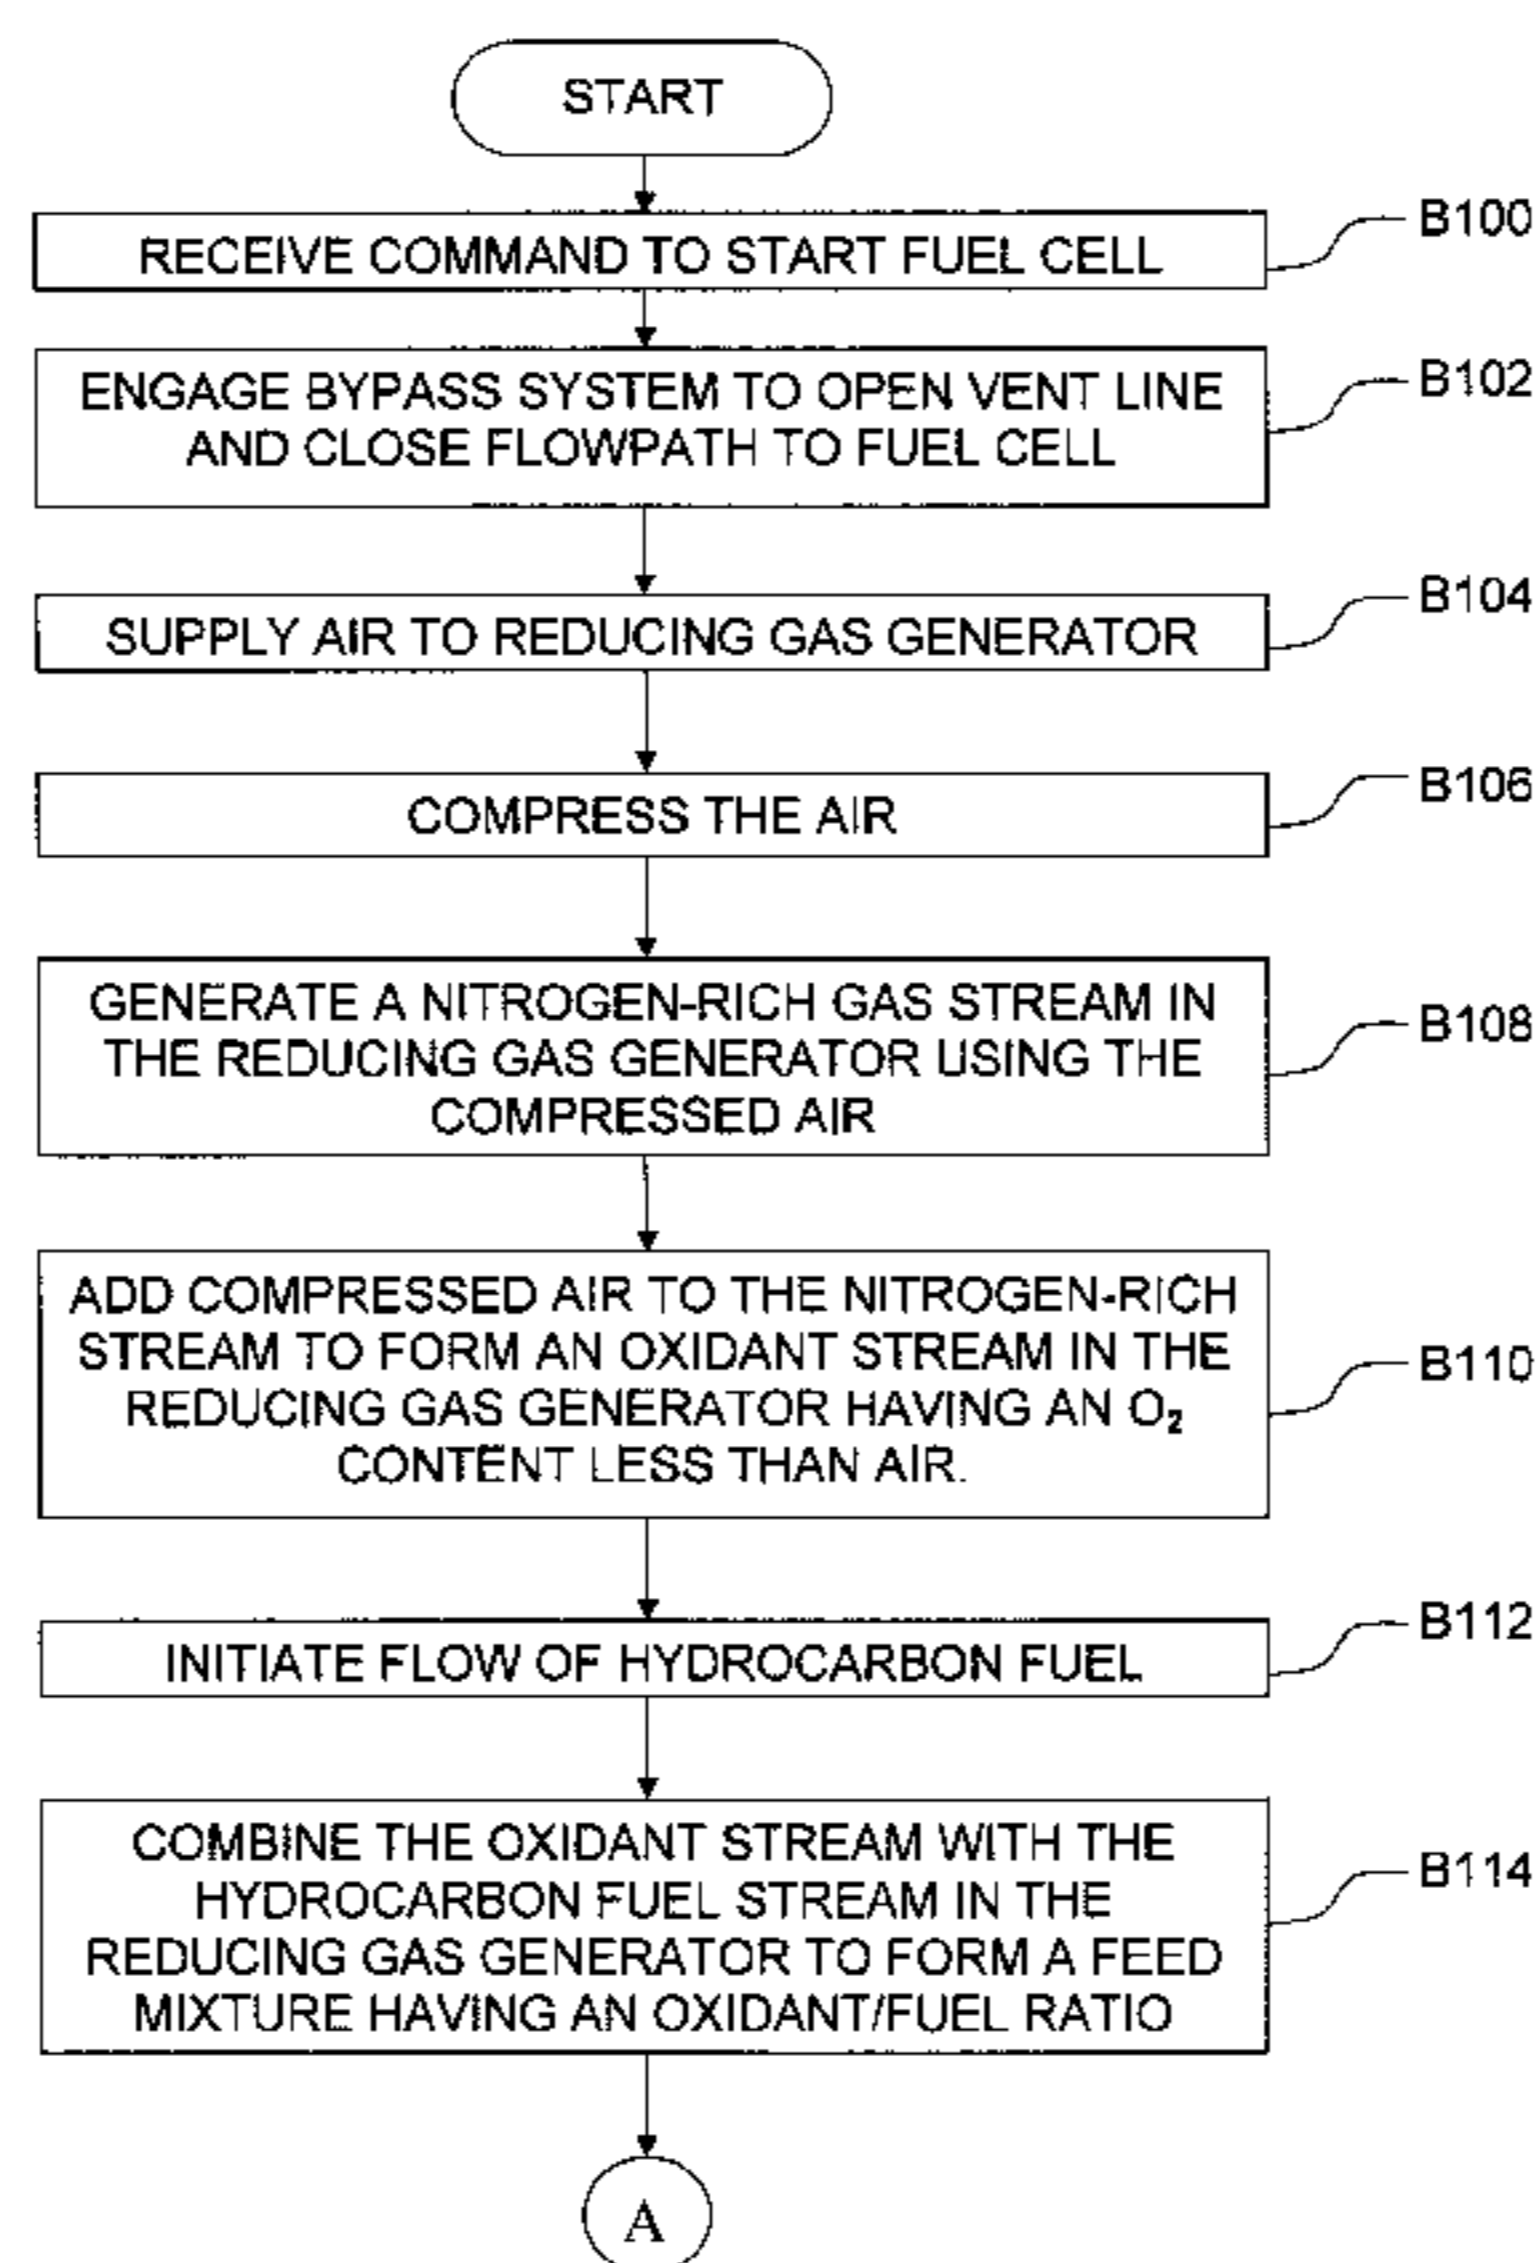 START
RECEIVE COMMAND TO START FUEL CELL
B100
ENGAGE BYPASS SYSTEM TO OPEN VENT LINE
AND CLOSE FLOWPATH TO FUEL CELL
B102
SUPPLY AIR TO REDUCING GAS GENERATOR
B104
COMPRESS THE AIR
B106
GENERATE A NITROGEN-RICH GAS STREAM IN
THE REDUCING GAS GENERATOR USING THE
COMPRESSED AIR
B108
ADD COMPRESSED AIR TO THE NITROGEN-RICH
STREAM TO FORM AN OXIDANT STREAM IN THE
REDUCING GAS GENERATOR HAVING AN O₂
CONTENT LESS THAN AIR.
B110
INITIATE FLOW OF HYDROCARBON FUEL
B112
COMBINE THE OXIDANT STREAM WITH THE
HYDROCARBON FUEL STREAM IN THE
REDUCING GAS GENERATOR TO FORM A FEED
MIXTURE HAVING AN OXIDANT/FUEL RATIO
B114
A